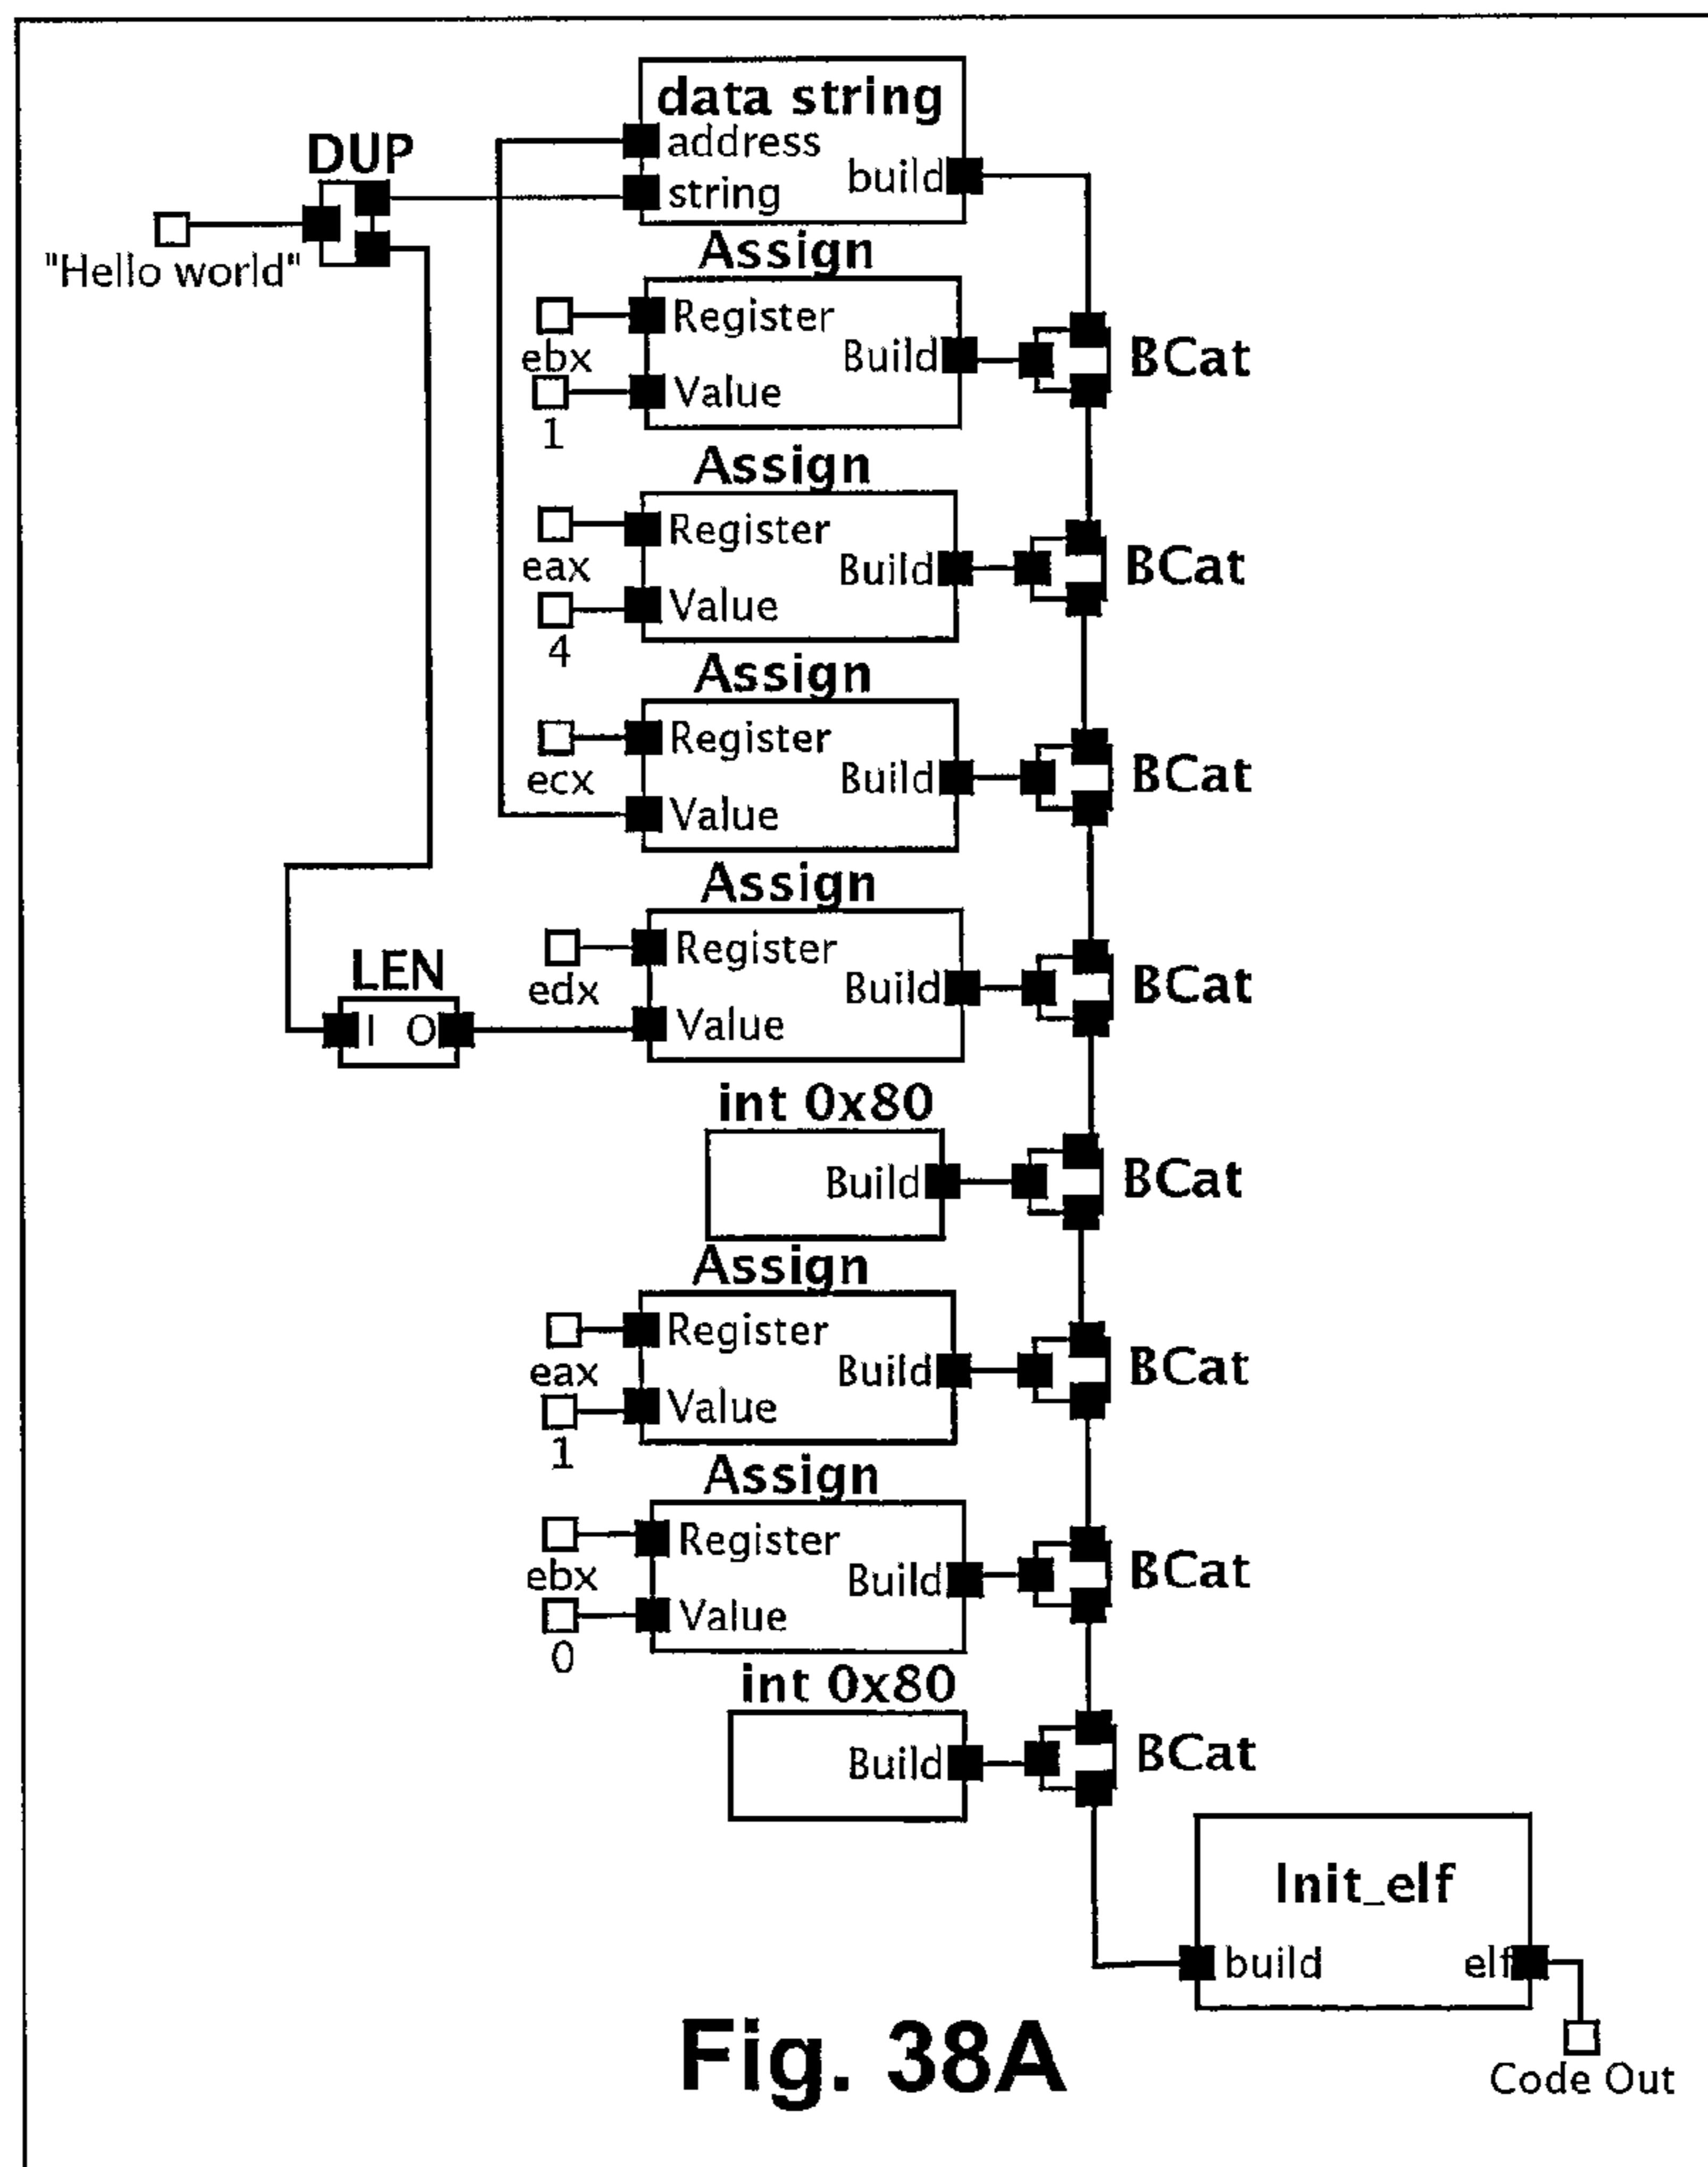 data string
DUP
address
build
string
"Hello world"
Assign
Register
ebx
Build
BCat
Value
1
Assign
Register
eax
Build
BCat
Value
4
Assign
Register
ecx
Build
BCat
Value
Assign
Register
LEN
edx
Build
BCat
I O
Value
int 0x80
Build
BCat
Assign
Register
eax
Build
BCat
Value
1
Assign
Register
ebx
Build
BCat
Value
0
int 0x80
Build
BCat
Init_elf
build
elf
Code Out
Fig. 38A